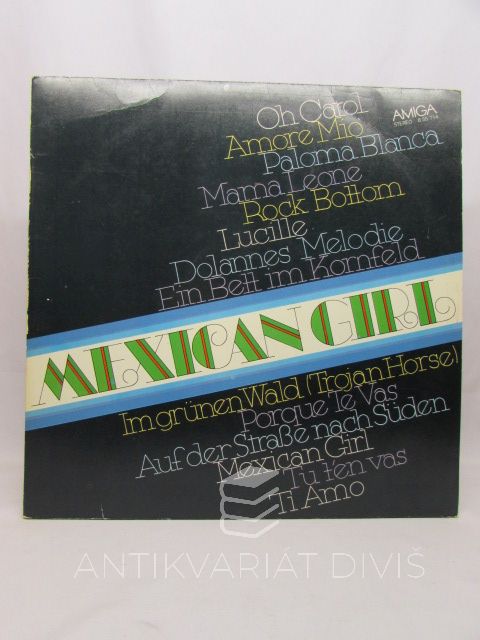 Oh Carol
AMIGA
STEREO
Amore Mio
Paloma Blanca
Mama Leone
Rock Bottom
Lucille
Dolannes Melodie
Ein Bett im Kornfeld
MEXICAN GIRL
Im grünen Wald (Trojan Horse)
Porque Te Vas
Auf der Straße nach Süden
Mexican Girl
Tu t'en vas
Ti Amo
ANTIKVARIÁT DIVIŠ